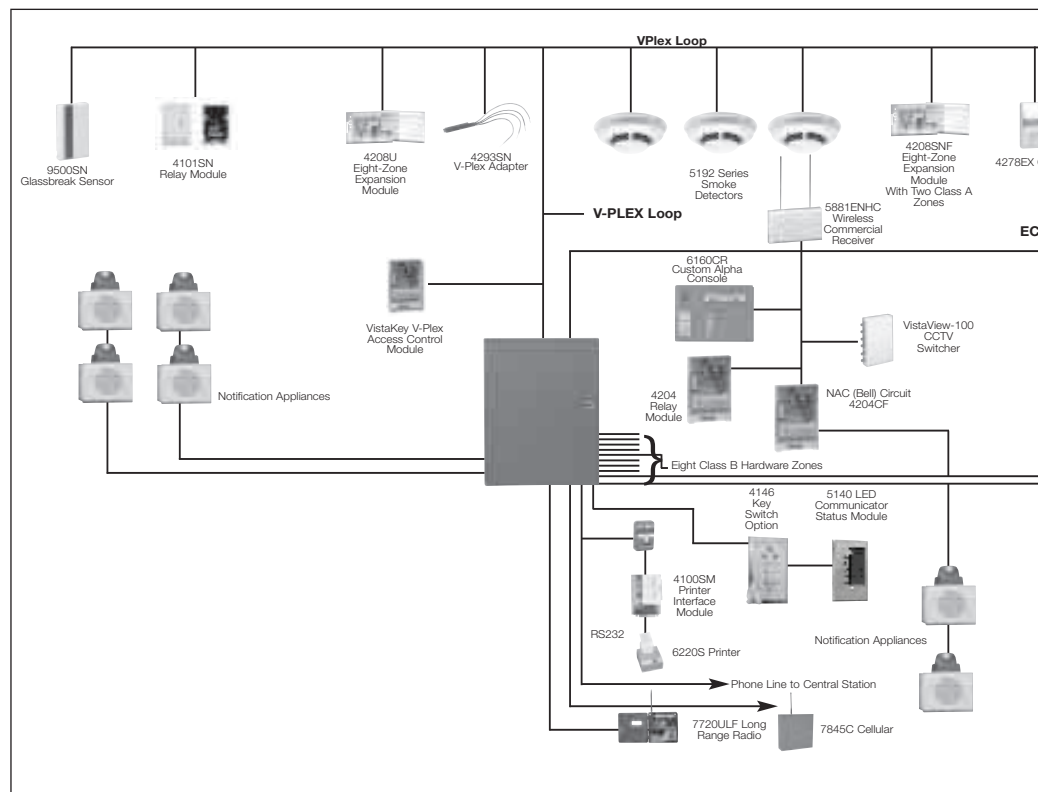 VPlex Loop
9500SN
Glassbreak Sensor
4101SN
Relay Module
4208U
Eight-Zone
Expansion
Module
4293SN
V-Plex Adapter
5192 Series
Smoke
Detectors
4208SNF
Eight-Zone
Expansion
Module
With Two Class A
Zones
4278EX
V-PLEX Loop
5881ENHC
Wireless
Commercial
Receiver
EC
6160CR
Custom Alpha
Console
VistaKey V-Plex
Access Control
Module
VistaView-100
CCTV
Switcher
Notification Appliances
4204
Relay
Module
NAC (Bell) Circuit
4204CF
Eight Class B Hardware Zones
4146
Key
Switch
Option
5140 LED
Communicator
Status Module
4100SM
Printer
Interface
Module
RS232
6220S Printer
Notification Appliances
Phone Line to Central Station
7720ULF Long
Range Radio
7845C Cellular